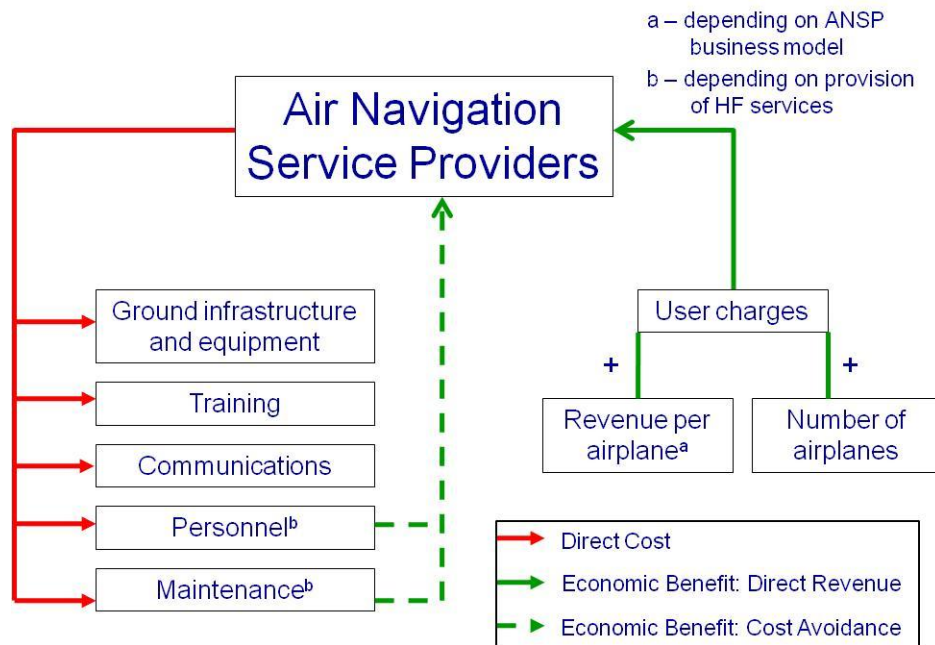 a – depending on ANSP
business model
b – depending on provision
of HF services
Air Navigation
Service Providers
Ground infrastructure
and equipment
Training
Communications
Personnelᵇ
Maintenanceᵇ
User charges
+
+
Revenue per
airplaneᵃ
Number of
airplanes
Direct Cost
Economic Benefit: Direct Revenue
Economic Benefit: Cost Avoidance